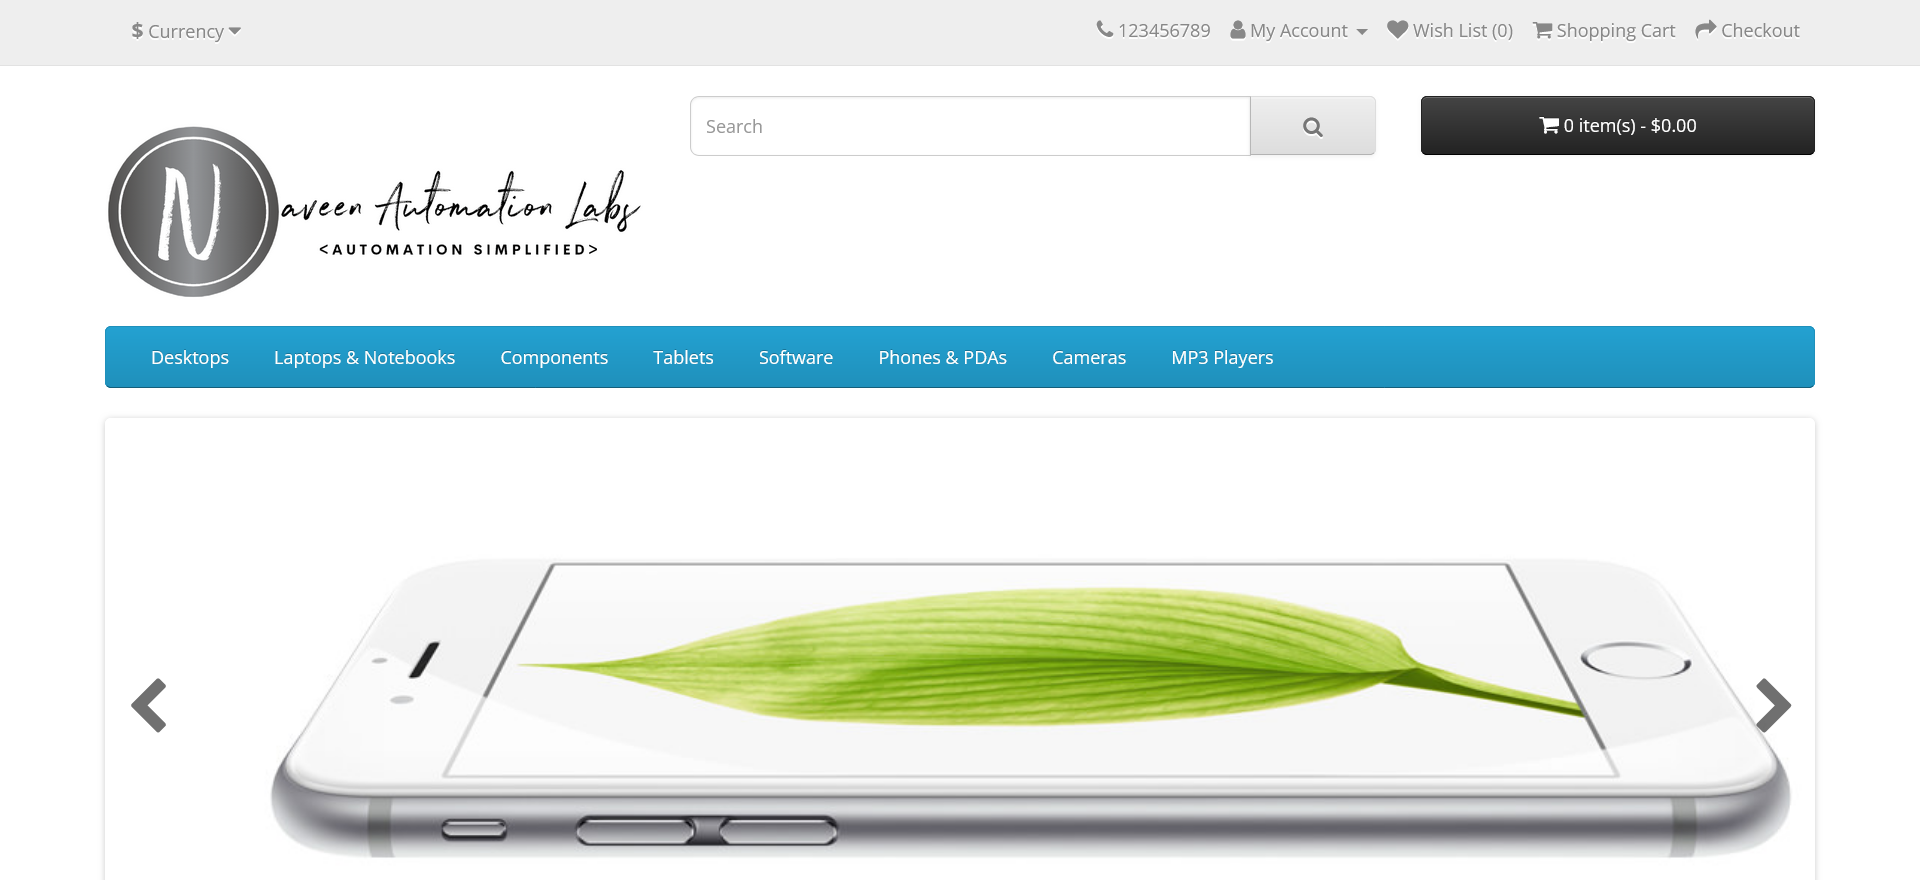 $ Currency
123456789 My Account Wish List (0) Shopping Cart Checkout
Search
0 item(s) - $0.00
Naveen Automation Labs
<AUTOMATION SIMPLIFIED>
Desktops Laptops & Notebooks Components Tablets Software Phones & PDAs Cameras MP3 Players